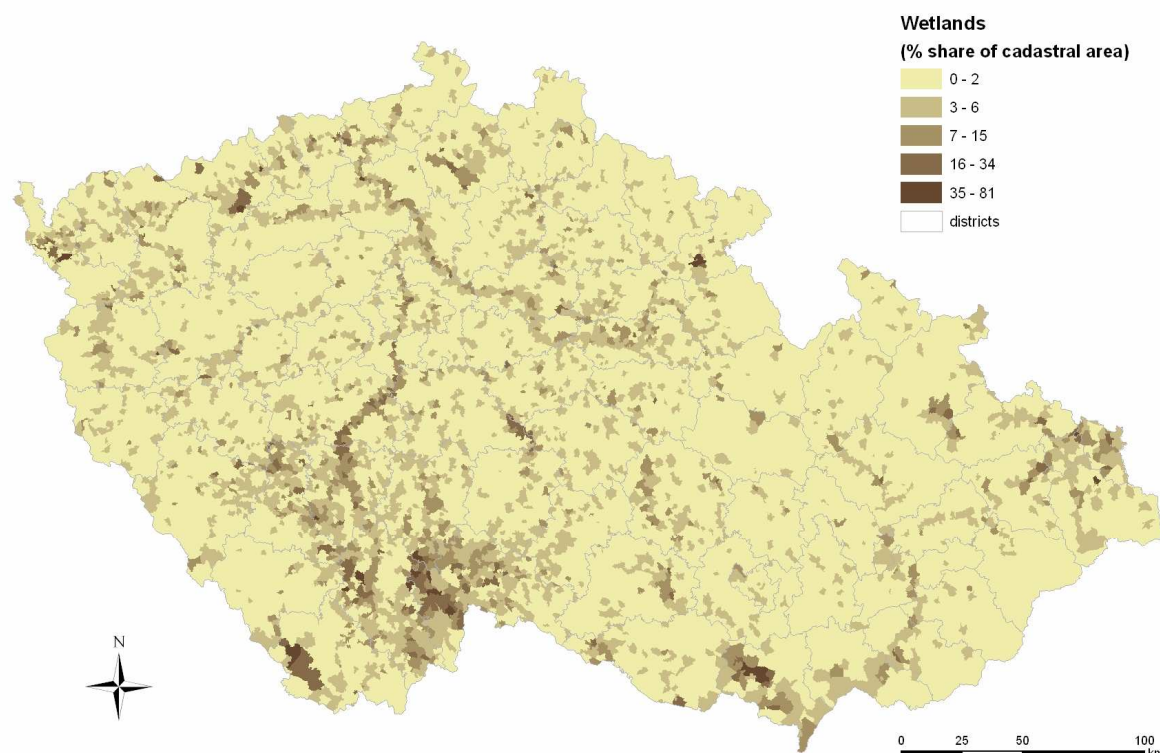 Wetlands
(% share of cadastral area)
0 - 2
3 - 6
7 - 15
16 - 34
35 - 81
districts
N
0 25 50 100
km